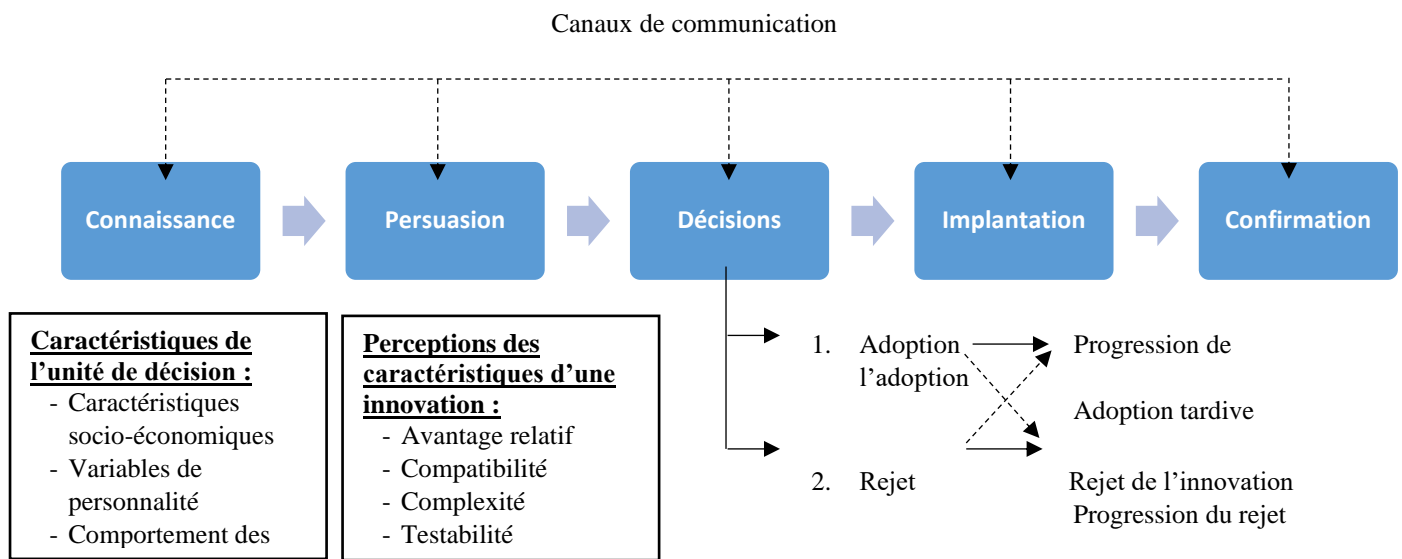 Canaux de communication
Connaissance
Persuasion
Décisions
Implantation
Confirmation
Caractéristiques de
l’unité de décision :
- Caractéristiques
socio-économiques
- Variables de
personnalité
- Comportement des
Perceptions des
caractéristiques d’une
innovation :
- Avantage relatif
- Compatibilité
- Complexité
- Testabilité
1. Adoption
l’adoption
Progression de
Adoption tardive
2. Rejet
Rejet de l’innovation
Progression du rejet